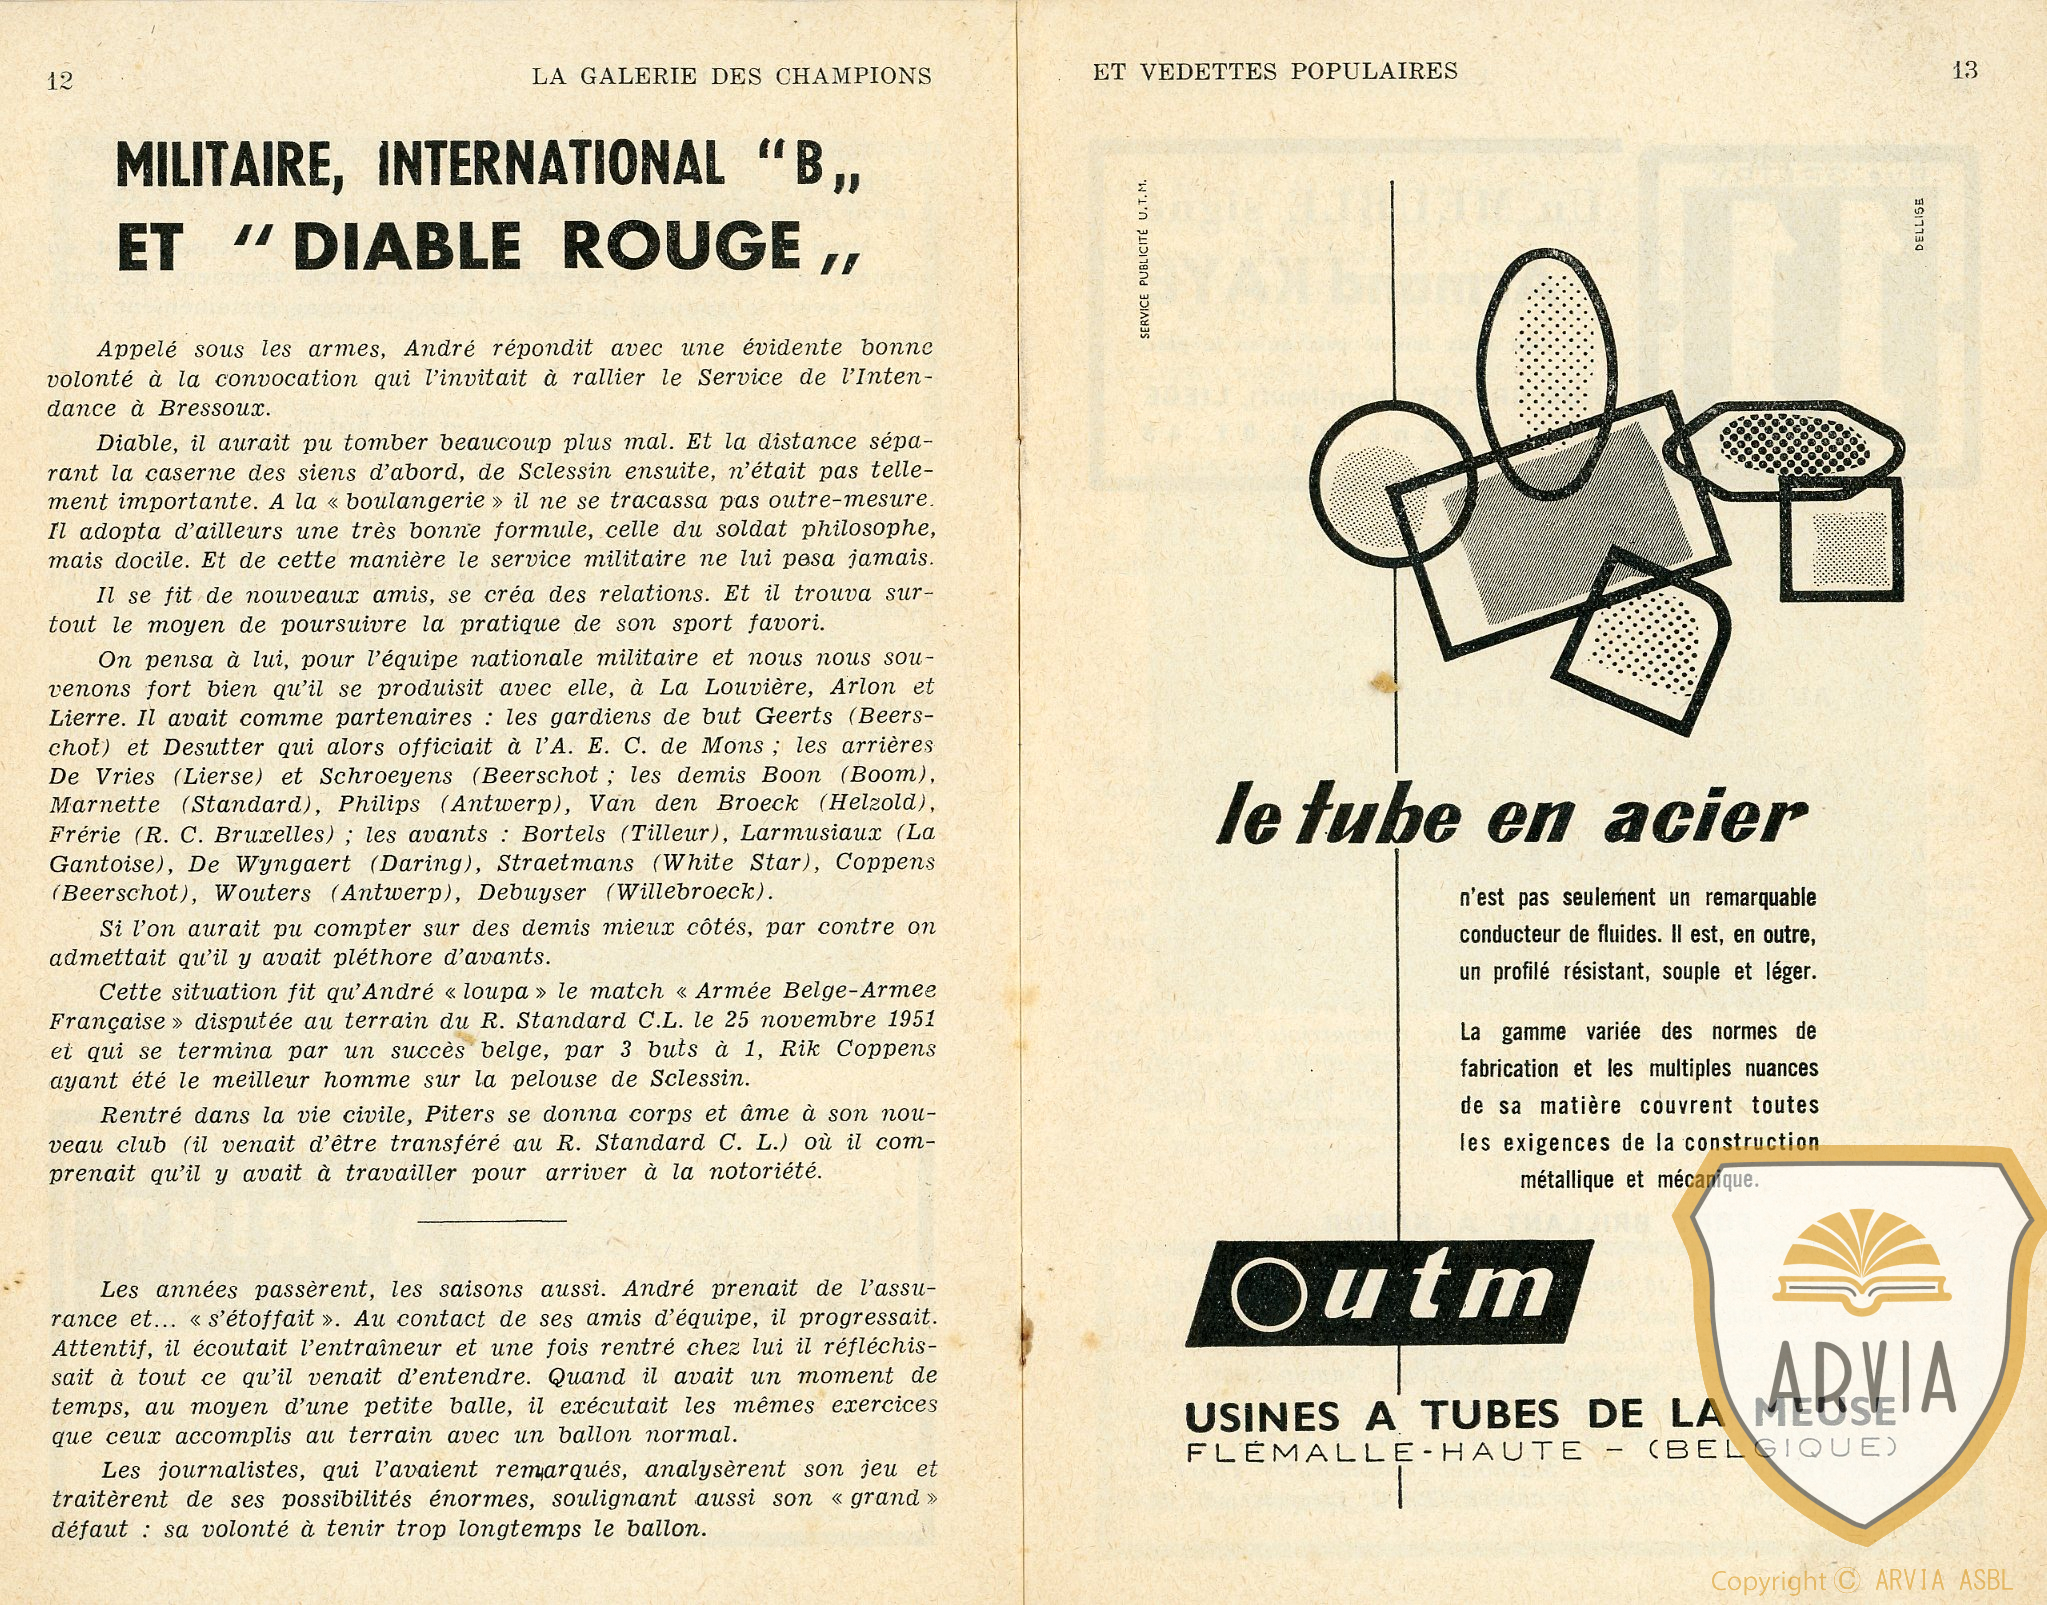 12
LA GALERIE DES CHAMPIONS
MILITAIRE, INTERNATIONAL “B„
ET “DIABLE ROUGE„
Appelé sous les armes, André répondit avec une évidente bonne
volonté à la convocation qui l'invitait à rallier le Service de l'Inten-
dance à Bressoux.
Diable, il aurait pu tomber beaucoup plus mal. Et la distance sépa-
rant la caserne des siens d'abord, de Sclessin ensuite, n'était pas telle-
ment importante. A la « boulangerie » il ne se tracassa pas outre-mesure.
Il adopta d'ailleurs une très bonne formule, celle du soldat philosophe,
mais docile. Et de cette manière le service militaire ne lui pesa jamais.
Il se fit de nouveaux amis, se créa des relations. Et il trouva sur-
tout le moyen de poursuivre la pratique de son sport favori.
On pensa à lui, pour l'équipe nationale militaire et nous nous sou-
venons fort bien qu'il se produisit avec elle, à La Louvière, Arlon et
Lierre. Il avait comme partenaires : les gardiens de but Geerts (Beers-
chot) et Desutter qui alors officiait à l'A. E. C. de Mons ; les arrières
De Vries (Lierse) et Schroeyens (Beerschot ; les demis Boon (Boom),
Marnette (Standard), Philips (Antwerp), Van den Broeck (Helzold),
Frérie (R. C. Bruxelles) ; les avants : Bortels (Tilleur), Larmusiaux (La
Gantoise), De Wyngaert (Daring), Straetmans (White Star), Coppens
(Beerschot), Wouters (Antwerp), Debuyser (Willebroeck).
Si l'on aurait pu compter sur des demis mieux côtés, par contre on
admettait qu'il y avait pléthore d'avants.
Cette situation fit qu'André « loupa » le match « Armée Belge-Armee
Française » disputée au terrain du R. Standard C.L. le 25 novembre 1951
et qui se termina par un succès belge, par 3 buts à 1, Rik Coppens
ayant été le meilleur homme sur la pelouse de Sclessin.
Rentré dans la vie civile, Piters se donna corps et âme à son nou-
veau club (il venait d'être transféré au R. Standard C. L.) où il com-
prenait qu'il y avait à travailler pour arriver à la notoriété.
Les années passèrent, les saisons aussi. André prenait de l'assu-
rance et... « s'étoffait ». Au contact de ses amis d'équipe, il progressait.
Attentif, il écoutait l'entraîneur et une fois rentré chez lui il réfléchis-
sait à tout ce qu'il venait d'entendre. Quand il avait un moment de
temps, au moyen d'une petite balle, il exécutait les mêmes exercices
que ceux accomplis au terrain avec un ballon normal.
Les journalistes, qui l'avaient remarqués, analysèrent son jeu et
traitèrent de ses possibilités énormes, soulignant aussi son « grand »
défaut : sa volonté à tenir trop longtemps le ballon.
ET VEDETTES POPULAIRES
13
SERVICE PUBLICITÉ U.T.M.
DELLISE
le tube en acier
n'est pas seulement un remarquable
conducteur de fluides. Il est, en outre,
un profilé résistant, souple et léger.
La gamme variée des normes de
fabrication et les multiples nuances
de sa matière couvrent toutes
les exigences de la construction
métallique et mécanique.
utm
USINES A TUBES DE LA MEUSE
FLÉMALLE-HAUTE - (BELGIQUE)
ARVIA
Copyright © ARVIA ASBL